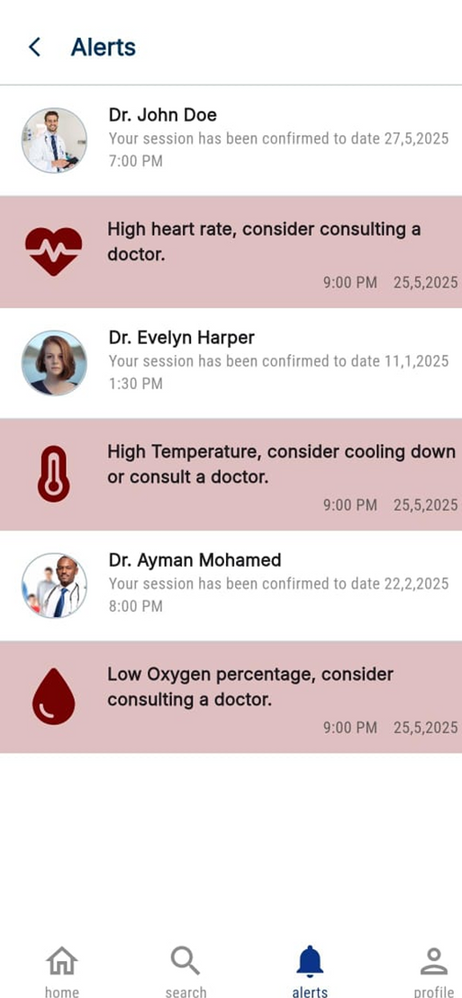 Alerts
Dr. John Doe
Your session has been confirmed to date 27,5,2025
7:00 PM
High heart rate, consider consulting a
doctor.
9:00 PM 25,5,2025
Dr. Evelyn Harper
Your session has been confirmed to date 11,1,2025
1:30 PM
High Temperature, consider cooling down
or consult a doctor.
9:00 PM 25,5,2025
Dr. Ayman Mohamed
Your session has been confirmed to date 22,2,2025
8:00 PM
Low Oxygen percentage, consider
consulting a doctor.
9:00 PM 25,5,2025
home search alerts profile